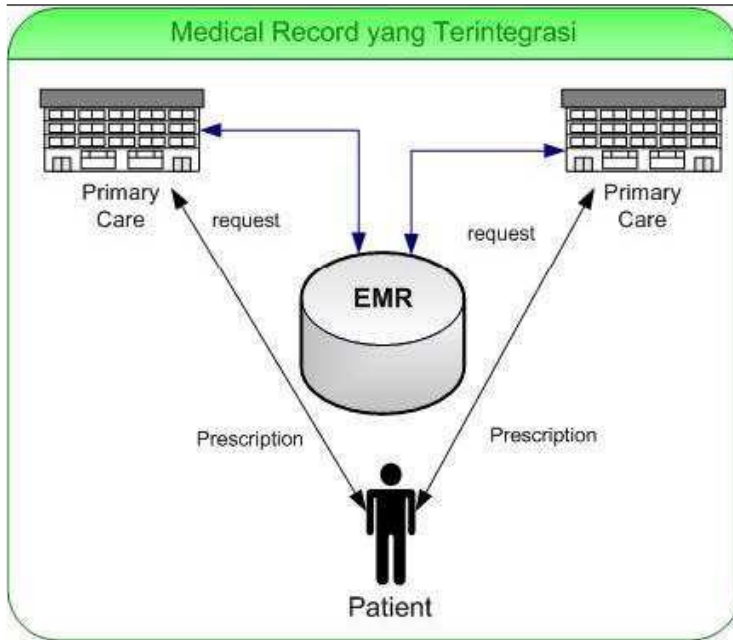 Medical Record yang Terintegrasi
Primary
Care
Primary
Care
request
request
EMR
Prescription
Prescription
Patient